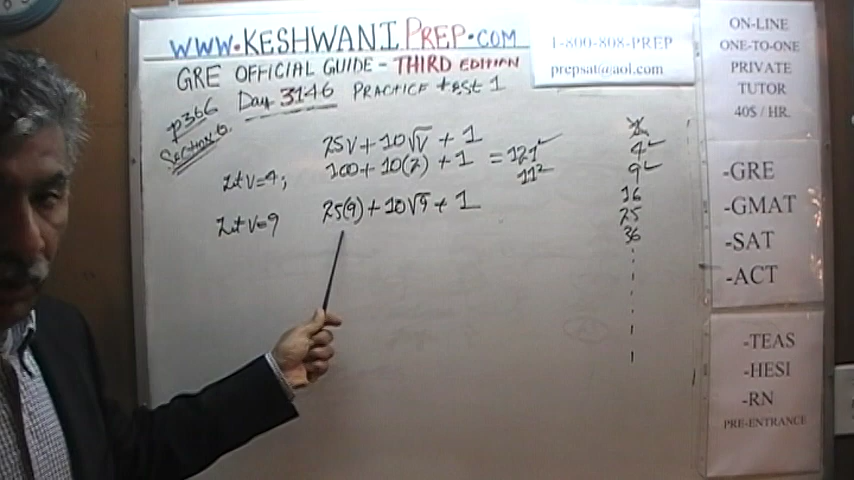 WWW.KESHWANIPREP.COM
1-800-808-PREP
prepsat@aol.com
GRE OFFICIAL GUIDE - THIRD EDITION
p366 Day 3146 PRACTICE test 1
Section 6.
25V + 10√V + 1
Let V=4; 100 + 10(2) + 1 = 121
11²
Let V=9 25(9) + 10√9 + 1
1
4
9
16
25
36
ON-LINE
ONE-TO-ONE
PRIVATE
TUTOR
40$ / HR.
-GRE
-GMAT
-SAT
-ACT
-TEAS
-HESI
-RN
PRE-ENTRANCE